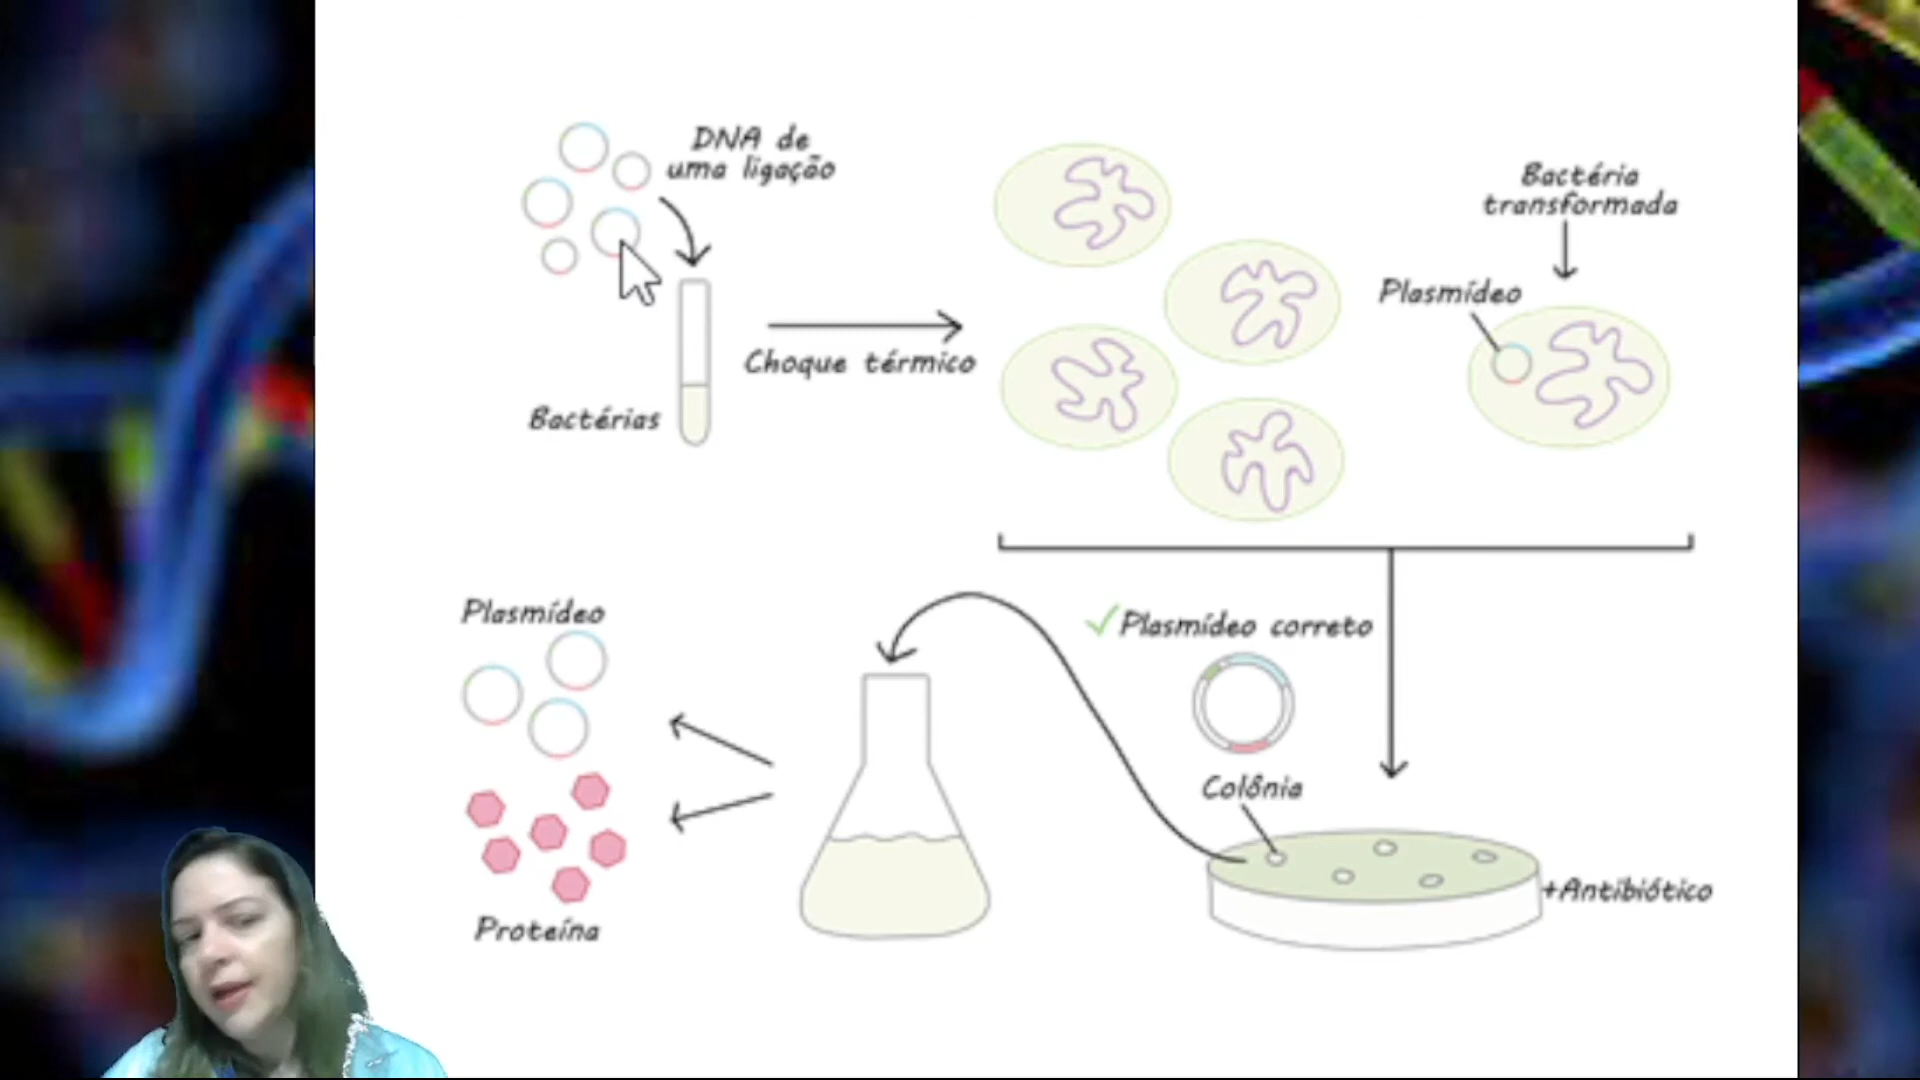 DNA de
uma ligação
Bactérias
Choque térmico
Bactéria
transformada
Plasmídeo
Plasmídeo
Proteína
✓Plasmídeo correto
Colônia
+Antibiótico